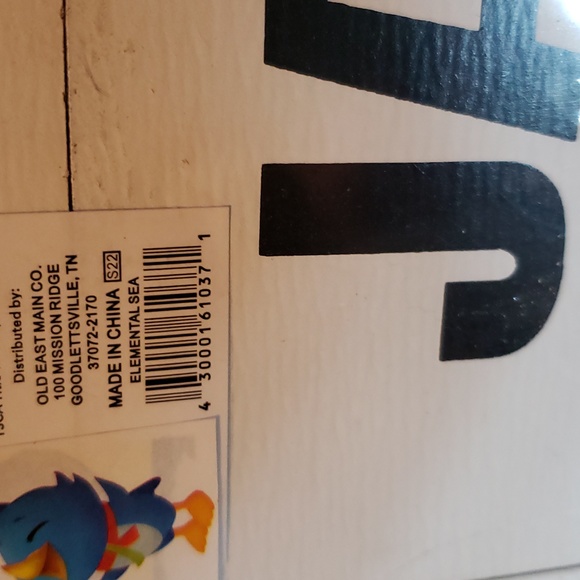 JA
Distributed by:
OLD EAST MAIN CO.
100 MISSION RIDGE
GOODLETTSVILLE, TN
37072-2170
MADE IN CHINA S22
ELEMENTAL SEA
4 30001 61037 1